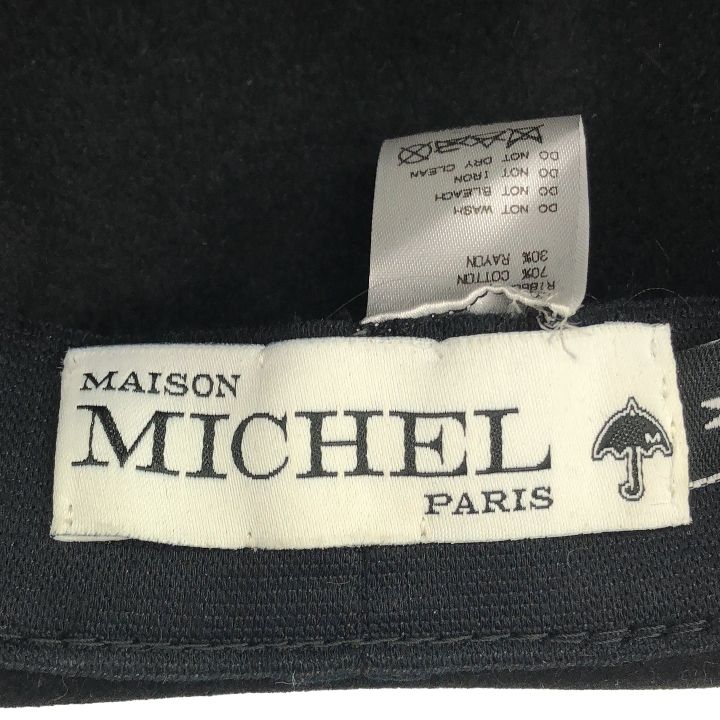 DO NOT DRY CLEAN
DO NOT IRON
DO NOT BLEACH
DO NOT WASH
30% RAYON
70% COTTON
MAISON
MICHEL
PARIS
M